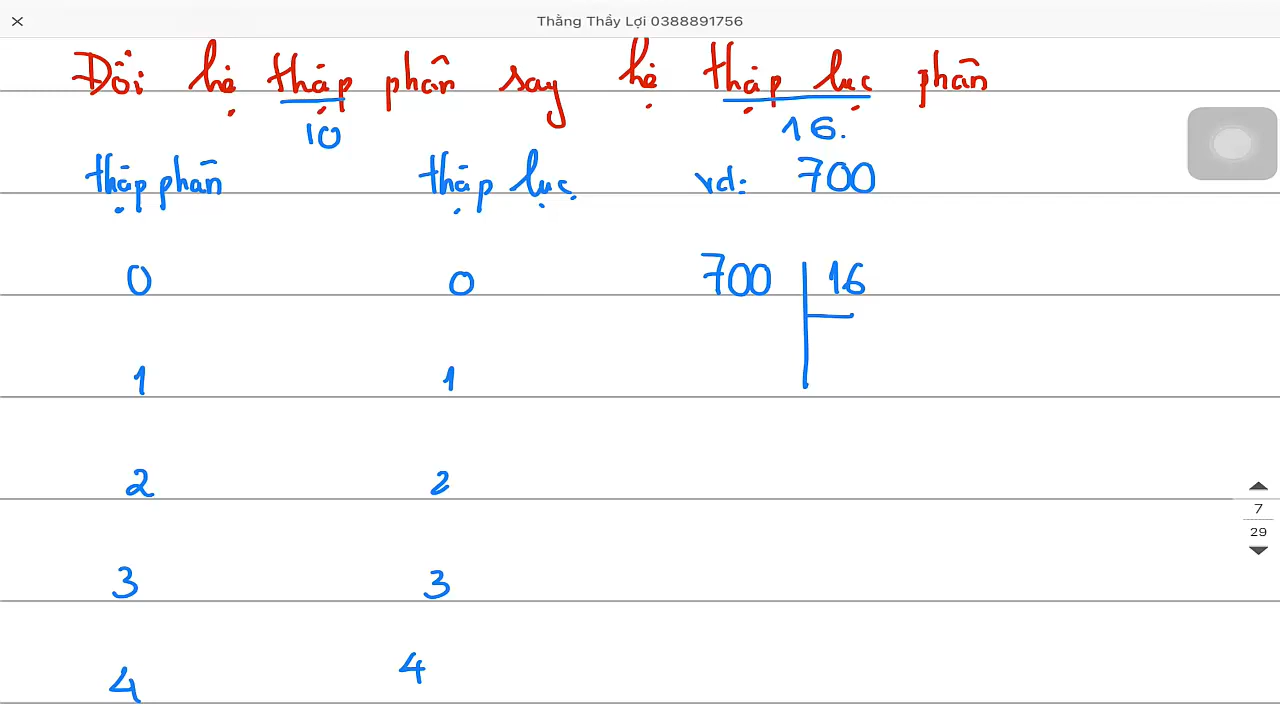 Thằng Thầy Lợi 0388891756
Đổi hệ thập phân say hệ thập lục phân
10 16.
thập phân thập lục vd: 700
0 0 700 16
1 1
2 2
7
29
3 3
4 4